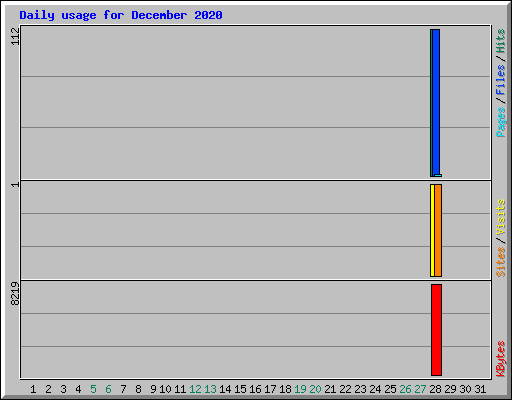 Daily usage for December 2020
112
Pages / Files / Hits
1
Sites / Visits
8219
KBytes
1 2 3 4 5 6 7 8 9 10 11 12 13 14 15 16 17 18 19 20 21 22 23 24 25 26 27 28 29 30 31